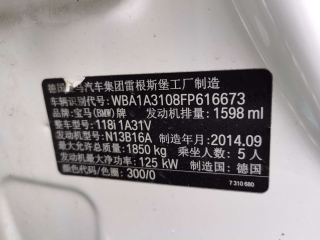 德国宝马汽车集团雷根斯堡工厂制造
车辆识别代号: WBA1A3108FP616673
品牌: 宝马(BMW)牌 发动机排量: 1598 ml
型号: 118i 1A31V
发动机型号: N13B16A 制造年月: 2014.09
最大允许总质量: 1850 kg 乘坐人数: 5 人
发动机最大净功率: 125 kW 制造国: 德国
颜色代码/色圈: 300/0
7 310 680